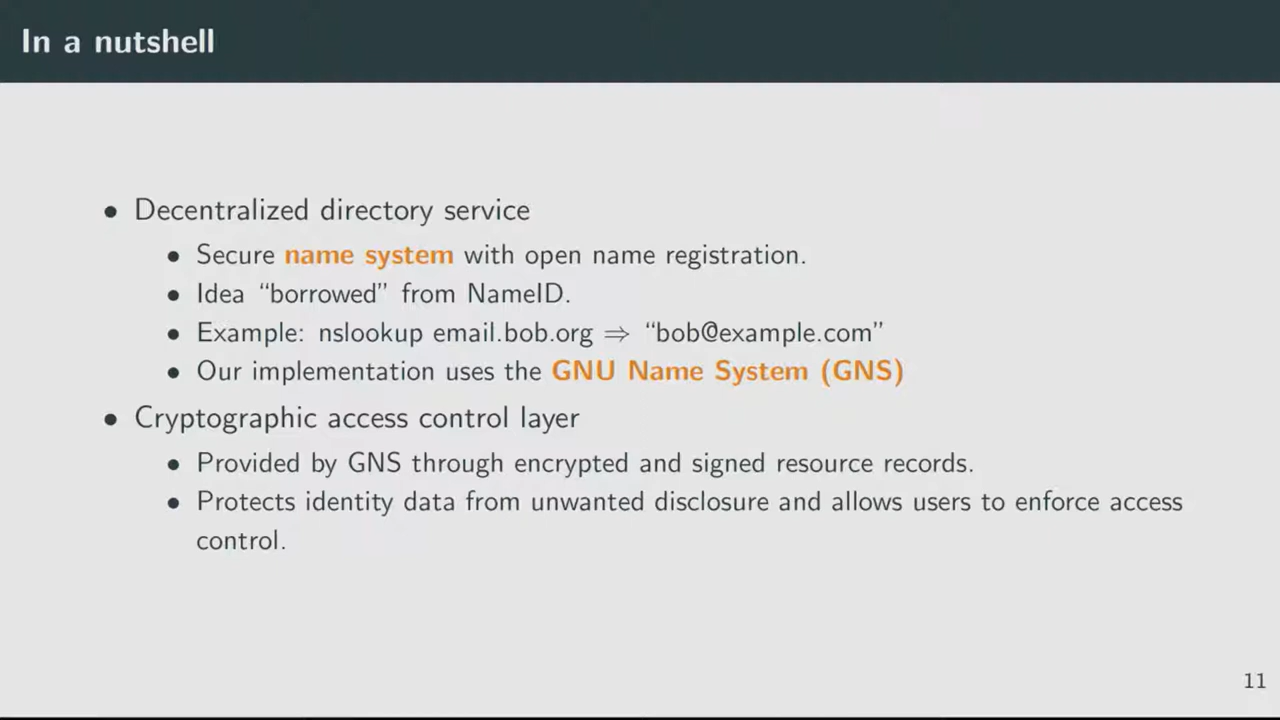 In a nutshell
• Decentralized directory service
• Secure name system with open name registration.
• Idea “borrowed” from NameID.
• Example: nslookup email.bob.org ⇒ “bob@example.com”
• Our implementation uses the GNU Name System (GNS)
• Cryptographic access control layer
• Provided by GNS through encrypted and signed resource records.
• Protects identity data from unwanted disclosure and allows users to enforce access
control.
11